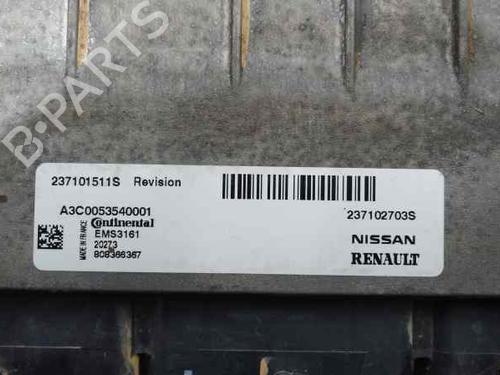 B-PARTS
237101511S Revision
A3C0053540001
237102703S
Continental
EMS3161
MADE IN FRANCE
20273
808366367
NISSAN
RENAULT